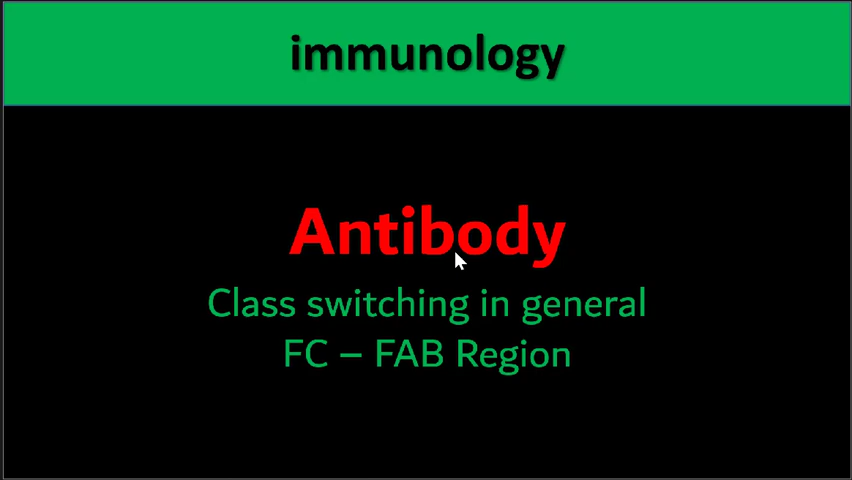 immunology
Antibody
Class switching in general
FC – FAB Region